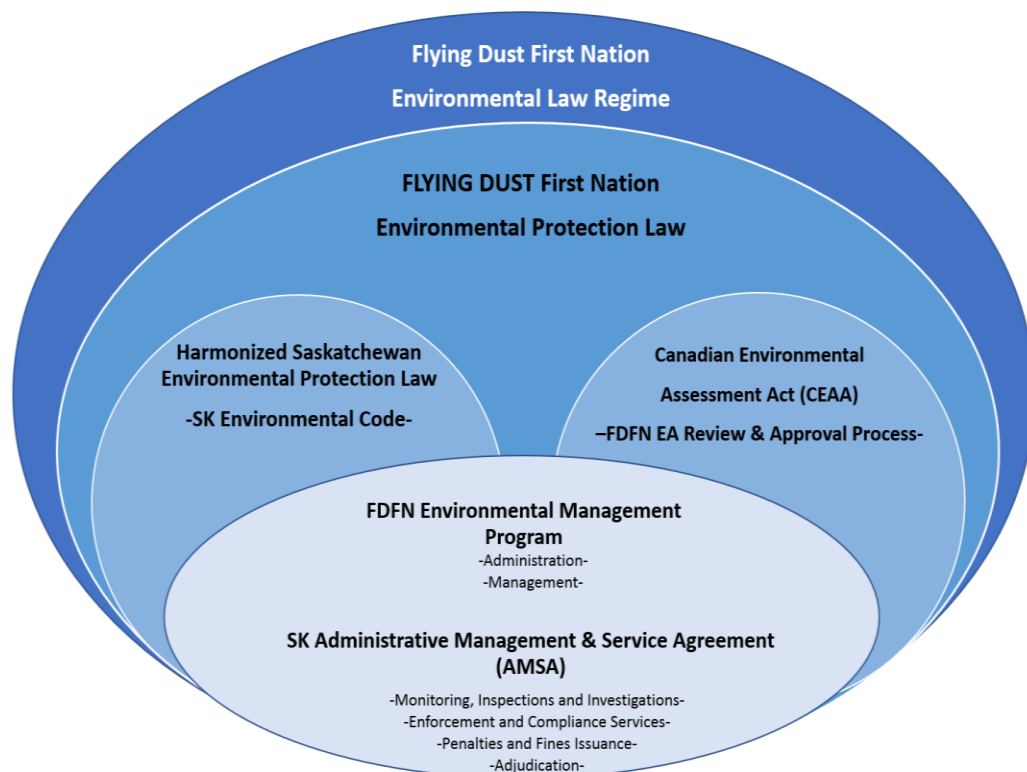 Flying Dust First Nation
Environmental Law Regime
FLYING DUST First Nation
Environmental Protection Law
Harmonized Saskatchewan
Environmental Protection Law
-SK Environmental Code-
Canadian Environmental
Assessment Act (CEAA)
–FDFN EA Review & Approval Process-
FDFN Environmental Management
Program
-Administration-
-Management-
SK Administrative Management & Service Agreement
(AMSA)
-Monitoring, Inspections and Investigations-
-Enforcement and Compliance Services-
-Penalties and Fines Issuance-
-Adjudication-